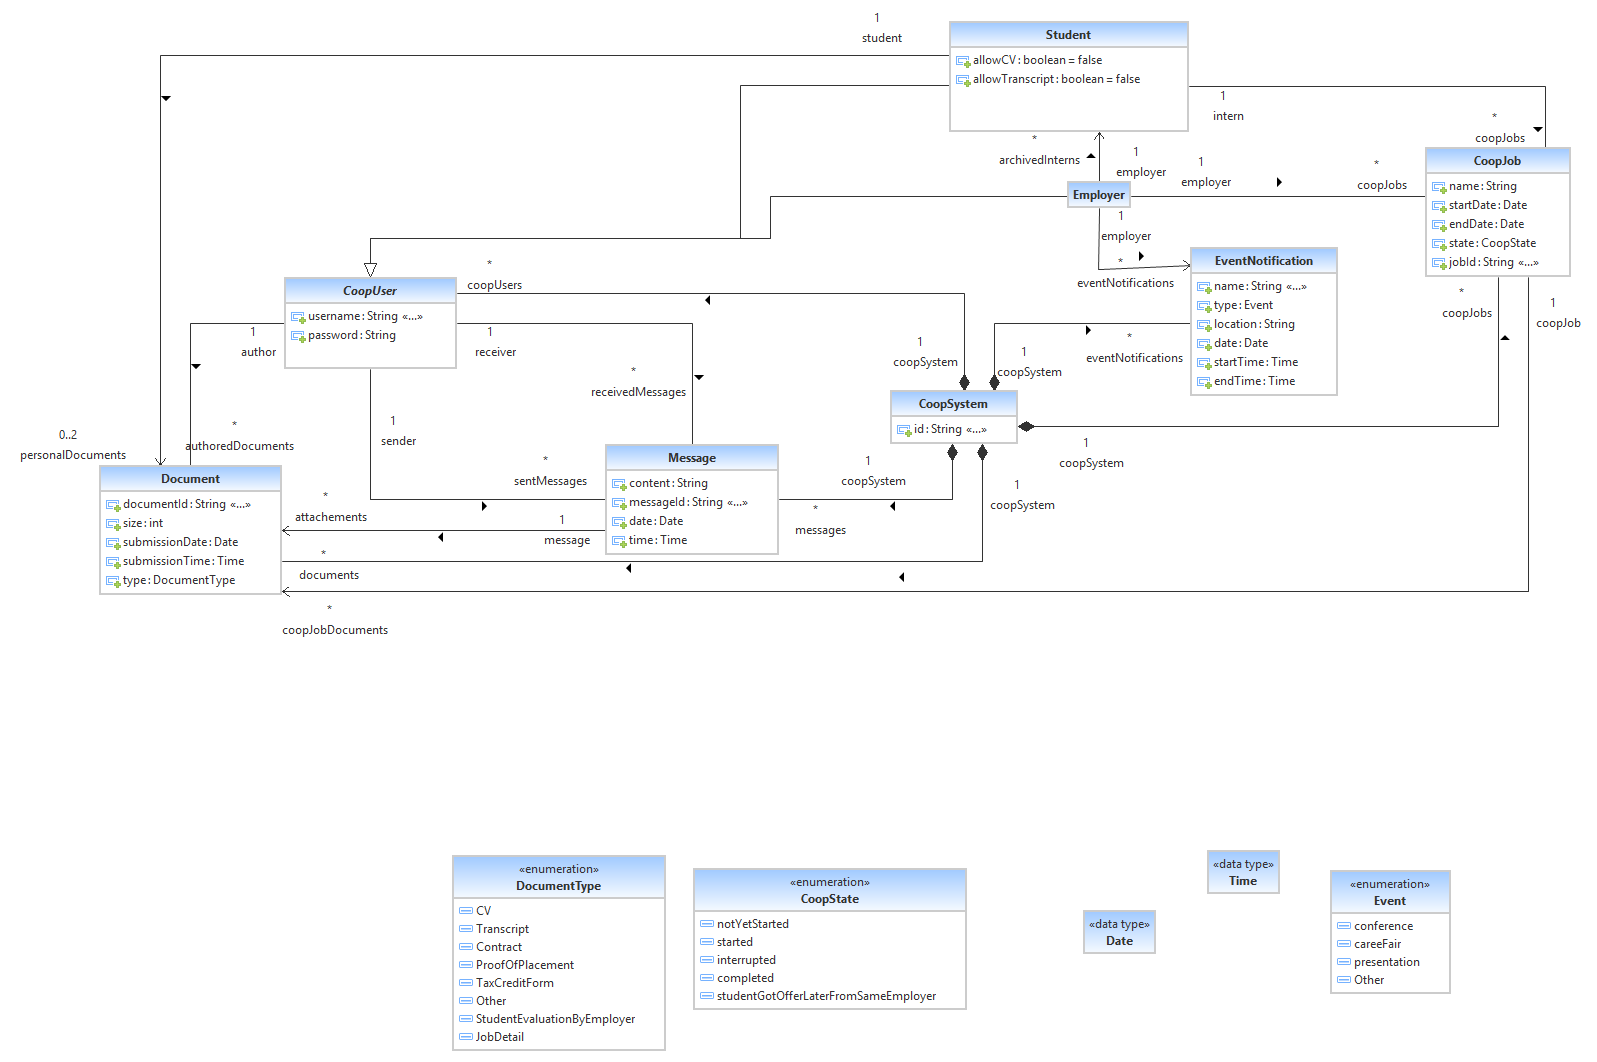 1
student
Student
allowCV: boolean = false
allowTranscript: boolean = false
1
intern
*
coopJobs
*
archivedInterns
1
employer
1
employer
*
coopJobs
Employer
1
employer
CoopJob
name: String
startDate: Date
endDate: Date
state: CoopState
jobId: String «...»
*
eventNotifications
EventNotification
name: String «...»
type: Event
location: String
date: Date
startTime: Time
endTime: Time
*
coopUsers
CoopUser
username: String «...»
password: String
1
author
1
receiver
*
receivedMessages
1
coopSystem
1
coopSystem
*
eventNotifications
*
coopJobs
1
coopJob
CoopSystem
id: String «...»
1
coopSystem
1
sender
*
authoredDocuments
0..2
personalDocuments
*
sentMessages
Message
content: String
messageId: String «...»
date: Date
time: Time
1
coopSystem
1
coopSystem
*
messages
Document
documentId: String «...»
size: int
submissionDate: Date
submissionTime: Time
type: DocumentType
*
attachements
1
message
*
documents
*
coopJobDocuments
«enumeration»
DocumentType
CV
Transcript
Contract
ProofOfPlacement
TaxCreditForm
Other
StudentEvaluationByEmployer
JobDetail
«enumeration»
CoopState
notYetStarted
started
interrupted
completed
studentGotOfferLaterFromSameEmployer
«data type»
Time
«data type»
Date
«enumeration»
Event
conference
careeFair
presentation
Other